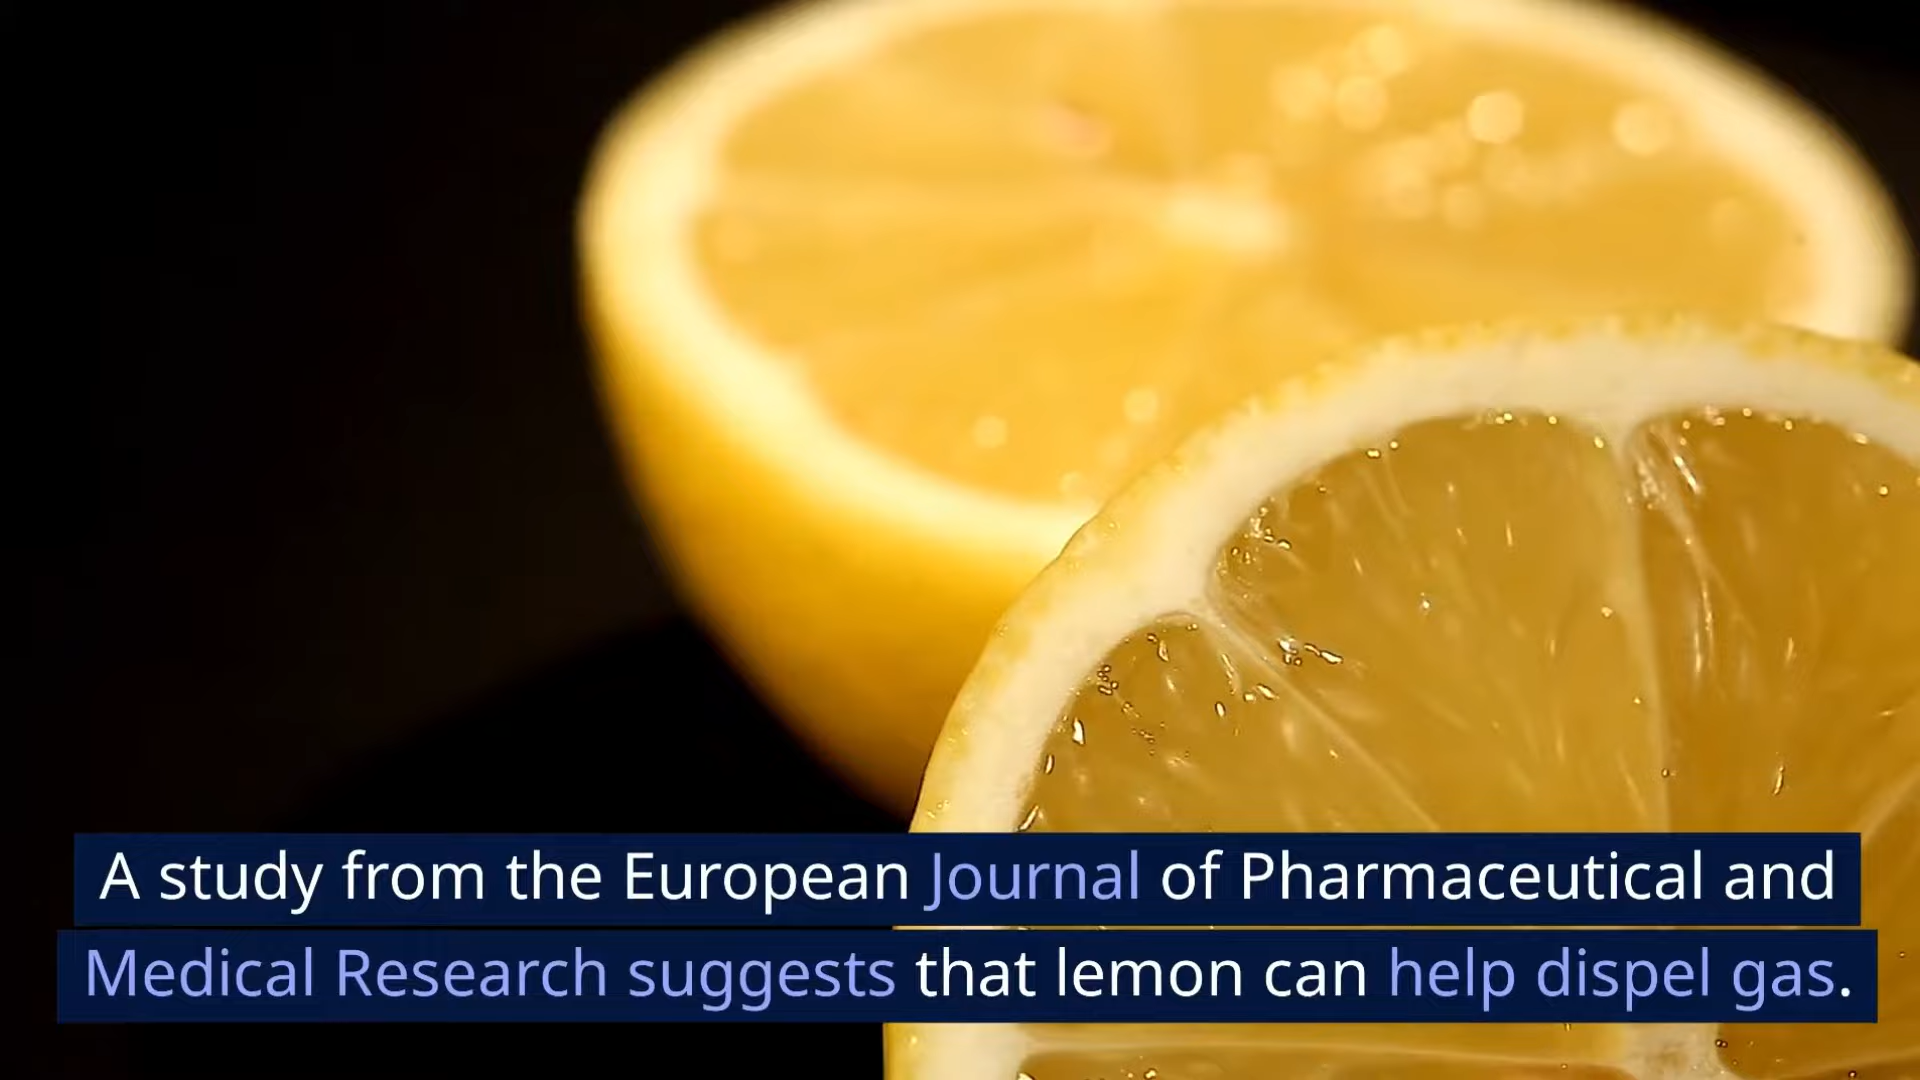 A study from the European Journal of Pharmaceutical and
Medical Research suggests that lemon can help dispel gas.